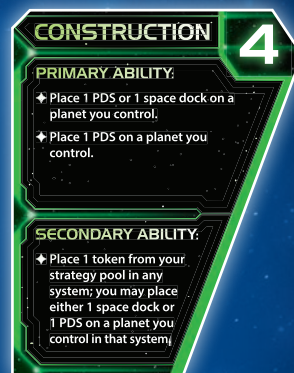 CONSTRUCTION
4
PRIMARY ABILITY:
✦ Place 1 PDS or 1 space dock on a
planet you control.
✦ Place 1 PDS on a planet you
control.
SECONDARY ABILITY:
✦ Place 1 token from your
strategy pool in any
system; you may place
either 1 space dock or
1 PDS on a planet you
control in that system.